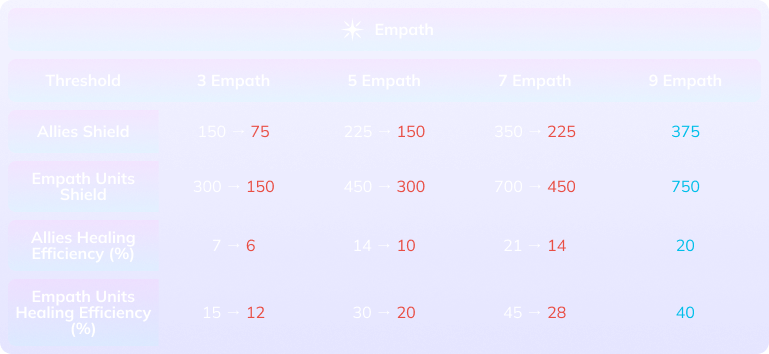 Empath
Threshold 3 Empath 5 Empath 7 Empath 9 Empath
Allies Shield 150 → 75 225 → 150 350 → 225 375
Empath Units
Shield 300 → 150 450 → 300 700 → 450 750
Allies Healing
Efficiency (%) 7 → 6 14 → 10 21 → 14 20
Empath Units
Healing Efficiency 15 → 12 30 → 20 45 → 28 40
(%)